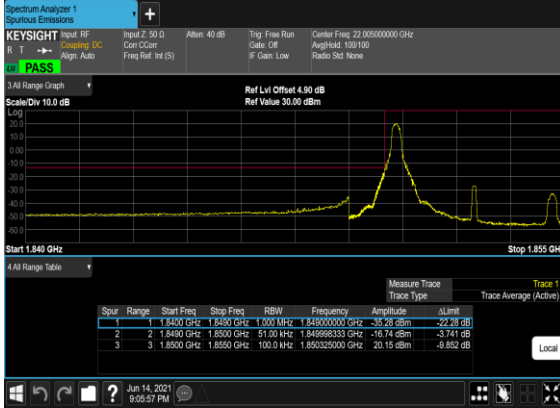 Spectrum Analyzer 1
Spurious Emissions
+
KEYSIGHT Input: RF Input Z: 50 Ω Atten: 40 dB Trig: Free Run Center Freq: 22.005000000 GHz
R T Coupling: DC Corr CCorr Gate: Off Avg|Hold: 100/100
Align: Auto Freq Ref: Int (S) IF Gain: Low Radio Std: None
LXI PASS
3 All Range Graph
Ref Lvl Offset 4.90 dB
Scale/Div 10.0 dB Ref Value 30.00 dBm
Log
20.0
10.0
0.00
-10.0
-20.0
-30.0
-40.0
-50.0
-60.0
Start 1.840 GHz Stop 1.855 GH
4 All Range Table
Measure Trace Trace 1
Trace Type Trace Average (Active)
Spur Range Start Freq Stop Freq RBW Frequency Amplitude ΔLimit
1 1 1.8400 GHz 1.8490 GHz 1.000 MHz 1.849000000 GHz -35.28 dBm -22.28 dB
2 2 1.8490 GHz 1.8500 GHz 51.00 kHz 1.849998333 GHz -16.74 dBm -3.741 dB
3 3 1.8500 GHz 1.8550 GHz 100.0 kHz 1.850325000 GHz 20.15 dBm -9.852 dB
Local
? Jun 14, 2021
9:05:57 PM